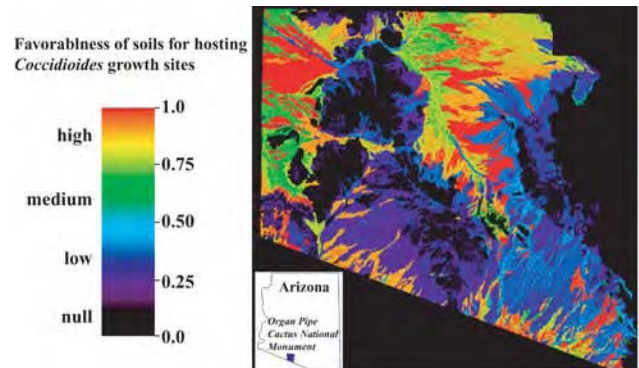 Favorablness of soils for hosting
Coccidioides growth sites
1.0
high
0.75
medium
0.50
low
0.25
null
0.0
Arizona
Organ Pipe
Cactus National
Monument